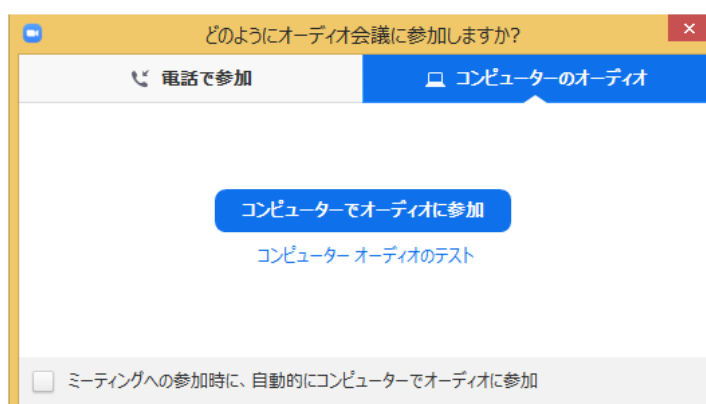 どのようにオーディオ会議に参加しますか?
電話で参加
コンピューターのオーディオ
コンピューターでオーディオに参加
コンピューター オーディオのテスト
ミーティングへの参加時に、自動的にコンピューターでオーディオに参加